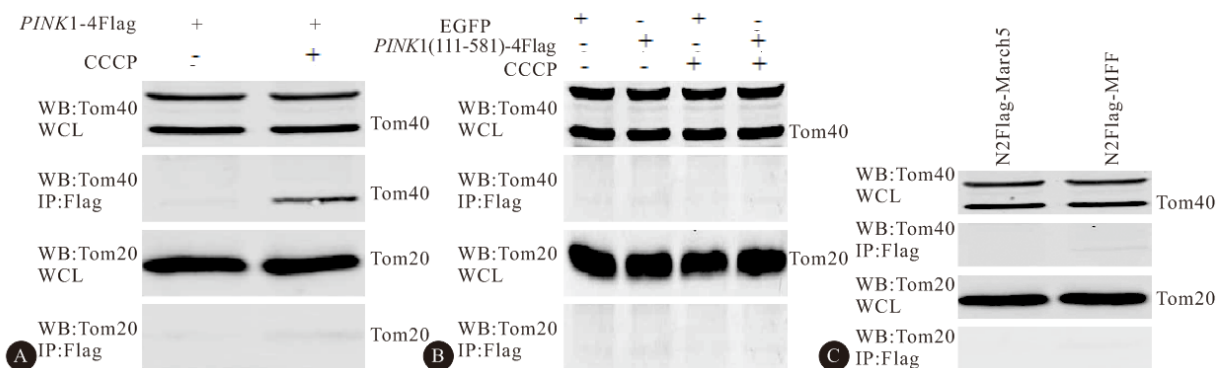 PINK1-4Flag + +
CCCP - +
WB:Tom40
WCL
Tom40
WB:Tom40
IP:Flag
Tom40
WB:Tom20
WCL
Tom20
WB:Tom20
IP:Flag
Tom20
A
EGFP + - + -
PINK1(111-581)-4Flag - + - +
CCCP - - + +
WB:Tom40
WCL
Tom40
WB:Tom40
IP:Flag
WB:Tom20
WCL
Tom20
WB:Tom20
IP:Flag
B
N2Flag-March5
N2Flag-MFF
WB:Tom40
WCL
Tom40
WB:Tom40
IP:Flag
WB:Tom20
WCL
Tom20
WB:Tom20
IP:Flag
C